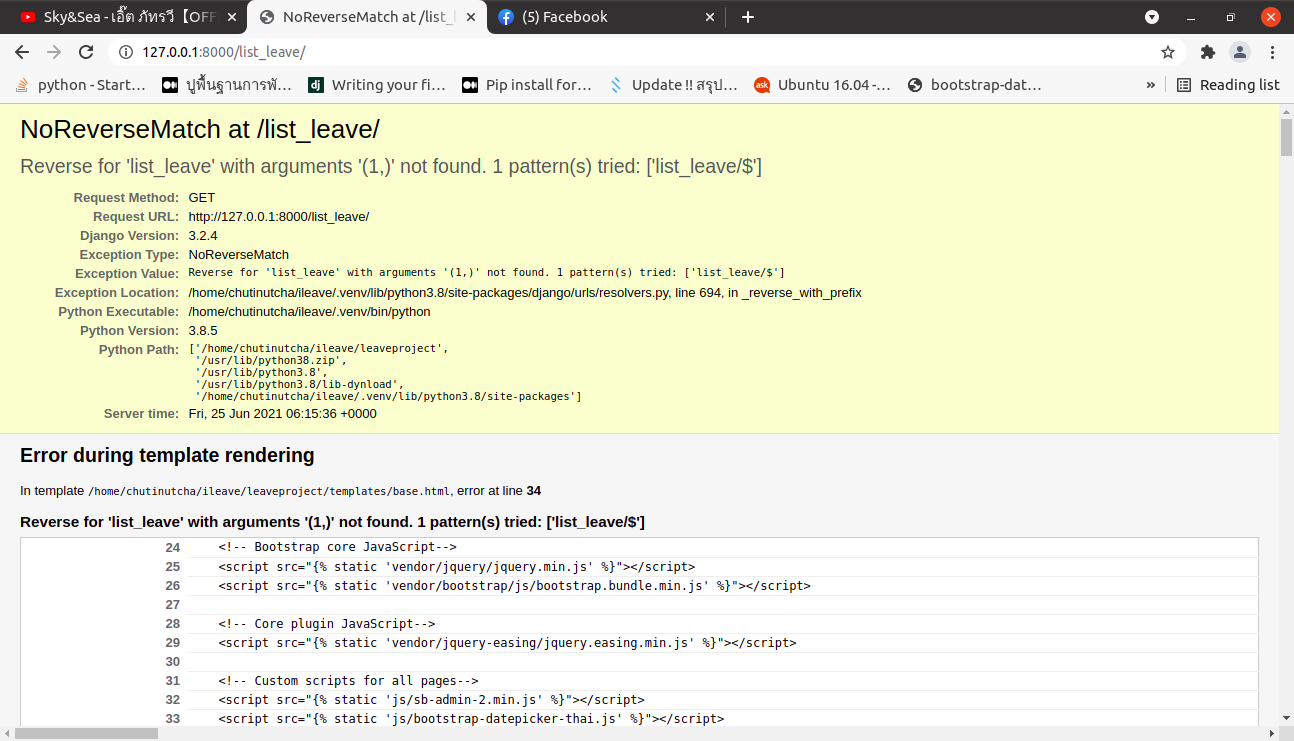 Sky&Sea - เอิ๊ต ภัทรวี【OFF
NoReverseMatch at /list_l
(5) Facebook
127.0.0.1:8000/list_leave/
python - Start…
ปูพื้นฐานการพั…
dj
Writing your fi…
Pip install for…
Update !! สรุป…
ask
Ubuntu 16.04 -…
bootstrap-dat…
»
Reading list
NoReverseMatch at /list_leave/
Reverse for 'list_leave' with arguments '(1,)' not found. 1 pattern(s) tried: ['list_leave/$']
Request Method: GET
Request URL: http://127.0.0.1:8000/list_leave/
Django Version: 3.2.4
Exception Type: NoReverseMatch
Exception Value: Reverse for 'list_leave' with arguments '(1,)' not found. 1 pattern(s) tried: ['list_leave/$']
Exception Location: /home/chutinutcha/ileave/.venv/lib/python3.8/site-packages/django/urls/resolvers.py, line 694, in _reverse_with_prefix
Python Executable: /home/chutinutcha/ileave/.venv/bin/python
Python Version: 3.8.5
Python Path: ['/home/chutinutcha/ileave/leaveproject',
'/usr/lib/python38.zip',
'/usr/lib/python3.8',
'/usr/lib/python3.8/lib-dynload',
'/home/chutinutcha/ileave/.venv/lib/python3.8/site-packages']
Server time: Fri, 25 Jun 2021 06:15:36 +0000
Error during template rendering
In template /home/chutinutcha/ileave/leaveproject/templates/base.html, error at line 34
Reverse for 'list_leave' with arguments '(1,)' not found. 1 pattern(s) tried: ['list_leave/$']
24 <!-- Bootstrap core JavaScript-->
25 <script src="{% static 'vendor/jquery/jquery.min.js' %}"></script>
26 <script src="{% static 'vendor/bootstrap/js/bootstrap.bundle.min.js' %}"></script>
27
28 <!-- Core plugin JavaScript-->
29 <script src="{% static 'vendor/jquery-easing/jquery.easing.min.js' %}"></script>
30
31 <!-- Custom scripts for all pages-->
32 <script src="{% static 'js/sb-admin-2.min.js' %}"></script>
33 <script src="{% static 'js/bootstrap-datepicker-thai.js' %}"></script>